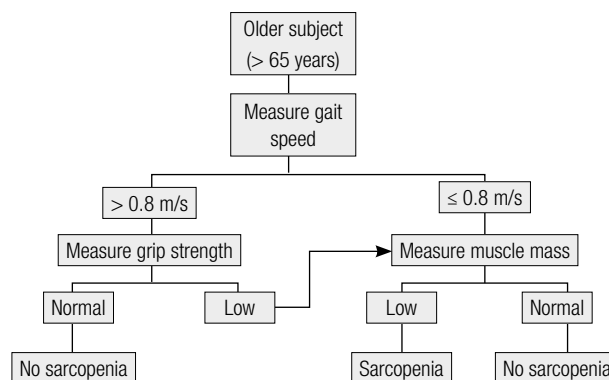 Older subject
(> 65 years)
Measure gait
speed
> 0.8 m/s
≤ 0.8 m/s
Measure grip strength
Measure muscle mass
Normal
Low
Low
Normal
No sarcopenia
Sarcopenia
No sarcopenia